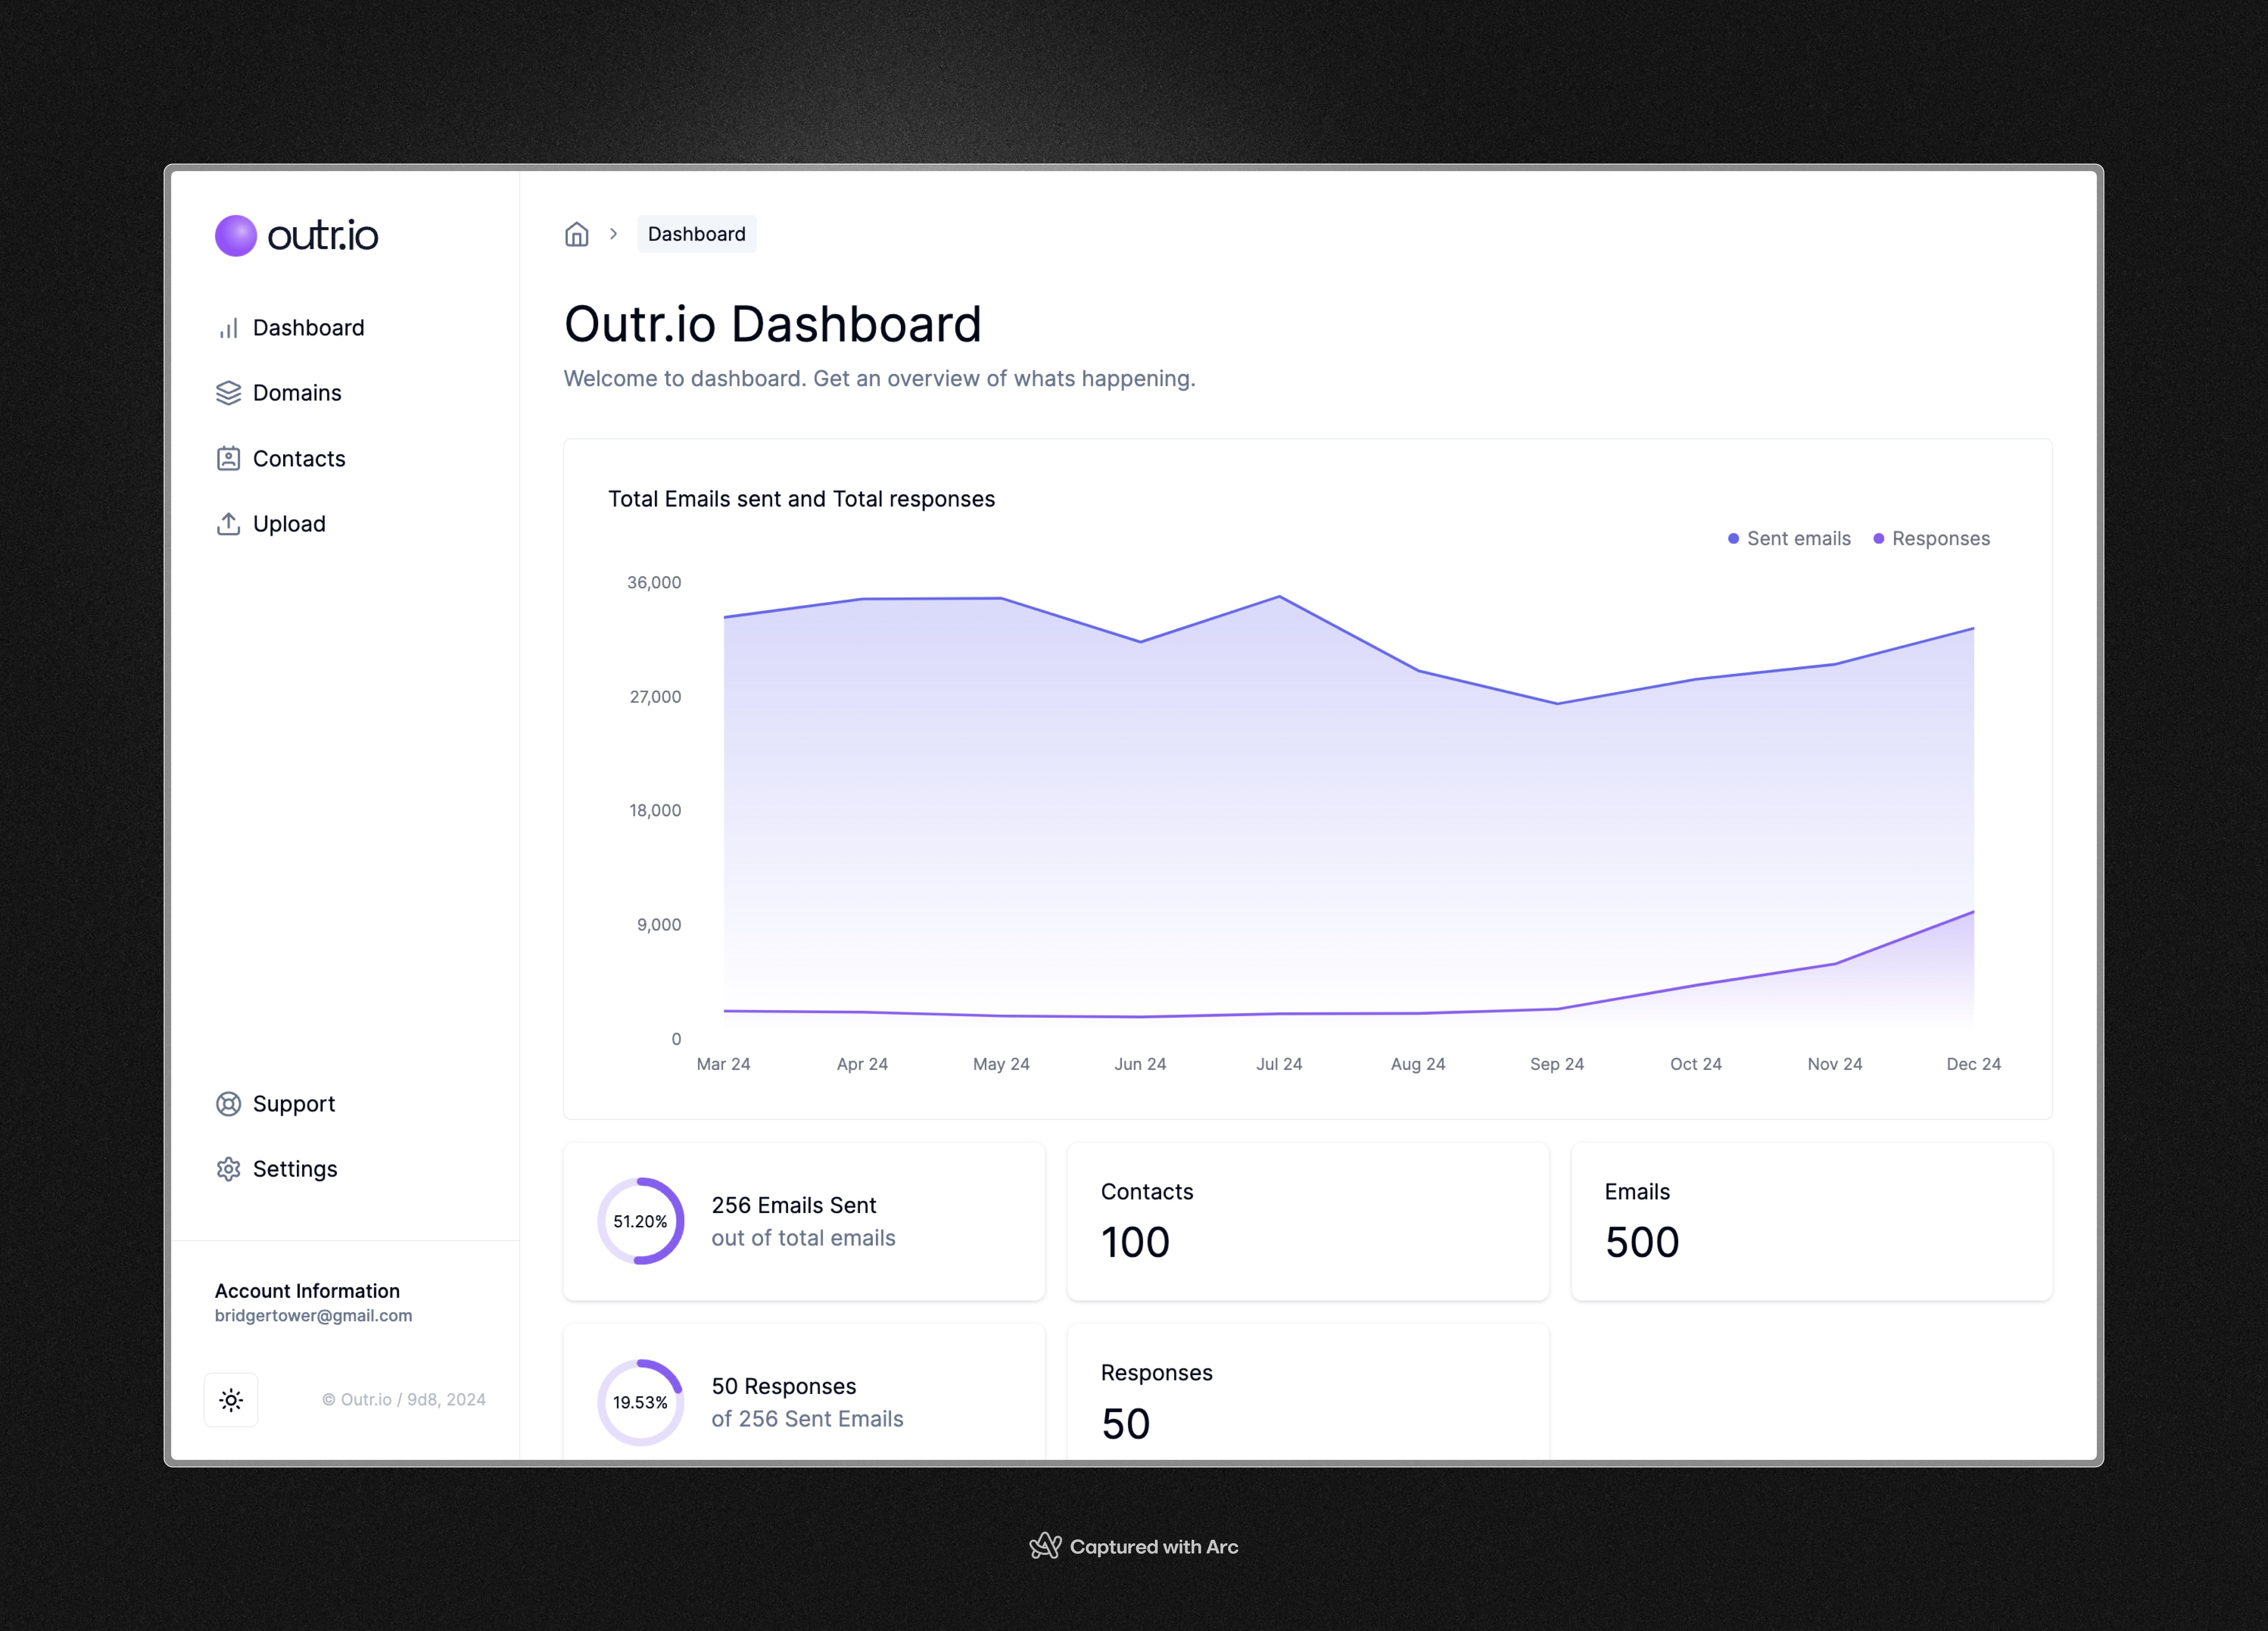 outr.io
Dashboard
Domains
Contacts
Upload
Support
Settings
Account Information
bridgertower@gmail.com
© Outr.io / 9d8, 2024
Dashboard
Outr.io Dashboard
Welcome to dashboard. Get an overview of whats happening.
Total Emails sent and Total responses
Sent emails Responses
36,000
27,000
18,000
9,000
0
Mar 24 Apr 24 May 24 Jun 24 Jul 24 Aug 24 Sep 24 Oct 24 Nov 24 Dec 24
51.20%
256 Emails Sent
out of total emails
Contacts
100
Emails
500
19.53%
50 Responses
of 256 Sent Emails
Responses
50
Captured with Arc